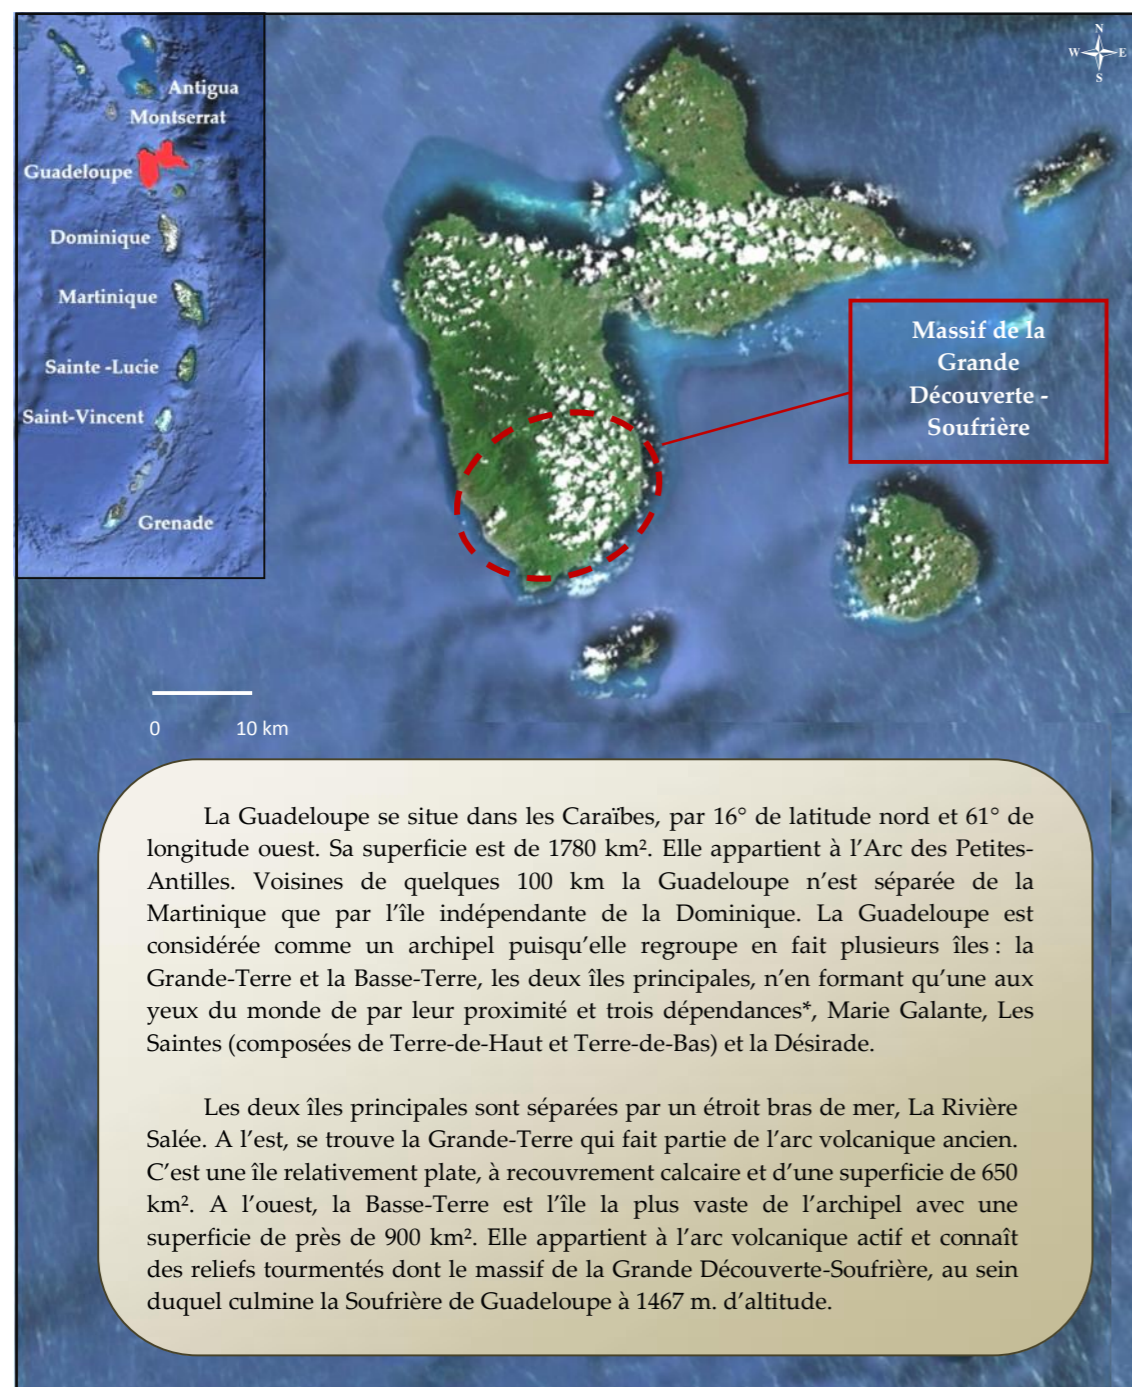 N
W E
S
Antigua
Montserrat
Guadeloupe
Dominique
Martinique
Sainte -Lucie
Saint-Vincent
Grenade
Massif de la
Grande
Découverte -
Soufrière
0 10 km
La Guadeloupe se situe dans les Caraïbes, par 16° de latitude nord et 61° de
longitude ouest. Sa superficie est de 1780 km². Elle appartient à l’Arc des Petites-
Antilles. Voisines de quelques 100 km la Guadeloupe n’est séparée de la
Martinique que par l’île indépendante de la Dominique. La Guadeloupe est
considérée comme un archipel puisqu’elle regroupe en fait plusieurs îles : la
Grande-Terre et la Basse-Terre, les deux îles principales, n’en formant qu’une aux
yeux du monde de par leur proximité et trois dépendances*, Marie Galante, Les
Saintes (composées de Terre-de-Haut et Terre-de-Bas) et la Désirade.
Les deux îles principales sont séparées par un étroit bras de mer, La Rivière
Salée. A l’est, se trouve la Grande-Terre qui fait partie de l’arc volcanique ancien.
C’est une île relativement plate, à recouvrement calcaire et d’une superficie de 650
km². A l’ouest, la Basse-Terre est l’île la plus vaste de l’archipel avec une
superficie de près de 900 km². Elle appartient à l’arc volcanique actif et connaît
des reliefs tourmentés dont le massif de la Grande Découverte-Soufrière, au sein
duquel culmine la Soufrière de Guadeloupe à 1467 m. d’altitude.